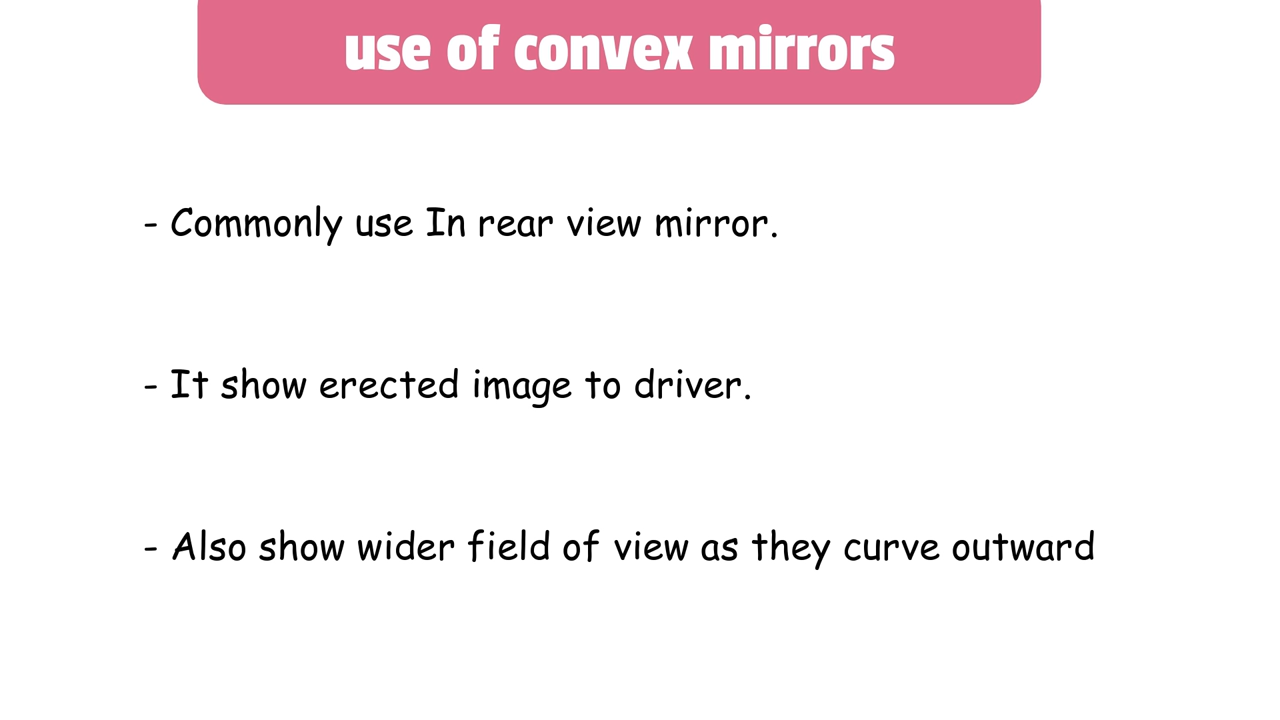 use of convex mirrors
- Commonly use In rear view mirror.
- It show erected image to driver.
- Also show wider field of view as they curve outward